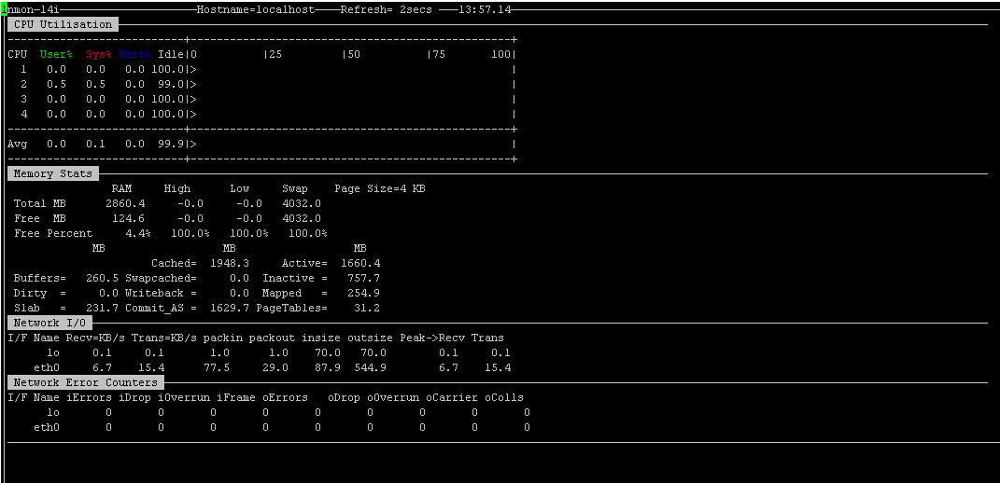 nmon-14i Hostname=localhost Refresh= 2secs 13:57.14
CPU Utilisation
---------------------------+-------------------------------------------------+
CPU User% Sys% Wait% Idle|0 |25 |50 |75 100|
1 0.0 0.0 0.0 100.0|> |
2 0.5 0.5 0.0 99.0|> |
3 0.0 0.0 0.0 100.0|> |
4 0.0 0.0 0.0 100.0|> |
---------------------------+-------------------------------------------------+
Avg 0.0 0.1 0.0 99.9|> |
---------------------------+-------------------------------------------------+
Memory Stats
RAM High Low Swap Page Size=4 KB
Total MB 2860.4 -0.0 -0.0 4032.0
Free MB 124.6 -0.0 -0.0 4032.0
Free Percent 4.4% 100.0% 100.0% 100.0%
MB MB MB
Cached= 1948.3 Active= 1660.4
Buffers= 260.5 Swapcached= 0.0 Inactive = 757.7
Dirty = 0.0 Writeback = 0.0 Mapped = 254.9
Slab = 231.7 Commit_AS = 1629.7 PageTables= 31.2
Network I/O
I/F Name Recv=KB/s Trans=KB/s packin packout insize outsize Peak->Recv Trans
lo 0.1 0.1 1.0 1.0 70.0 70.0 0.1 0.1
eth0 6.7 15.4 77.5 29.0 87.9 544.9 6.7 15.4
Network Error Counters
I/F Name iErrors iDrop iOverrun iFrame oErrors oDrop oOverrun oCarrier oColls
lo 0 0 0 0 0 0 0 0 0
eth0 0 0 0 0 0 0 0 0 0